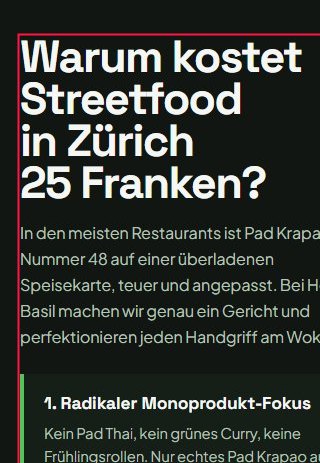 Warum kostet
Streetfood
in Zürich
25 Franken?
In den meisten Restaurants ist Pad Krapa
Nummer 48 auf einer überladenen
Speisekarte, teuer und angepasst. Bei H
Basil machen wir genau ein Gericht und
perfektionieren jeden Handgriff am Wok
1. Radikaler Monoprodukt-Fokus
Kein Pad Thai, kein grünes Curry, keine
Frühlingsrollen. Nur echtes Pad Krapao au